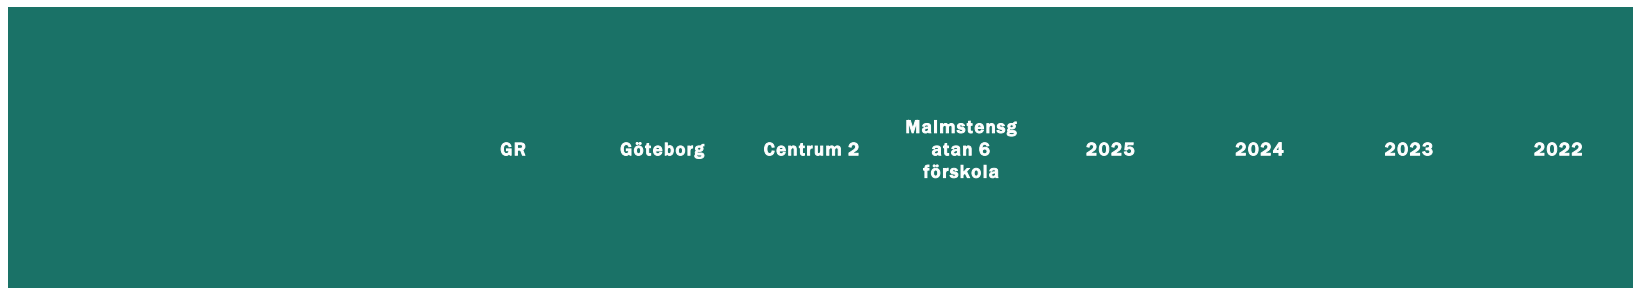 GR
Göteborg
Centrum 2
Malmstensg
atan 6
förskola
2025
2024
2023
2022